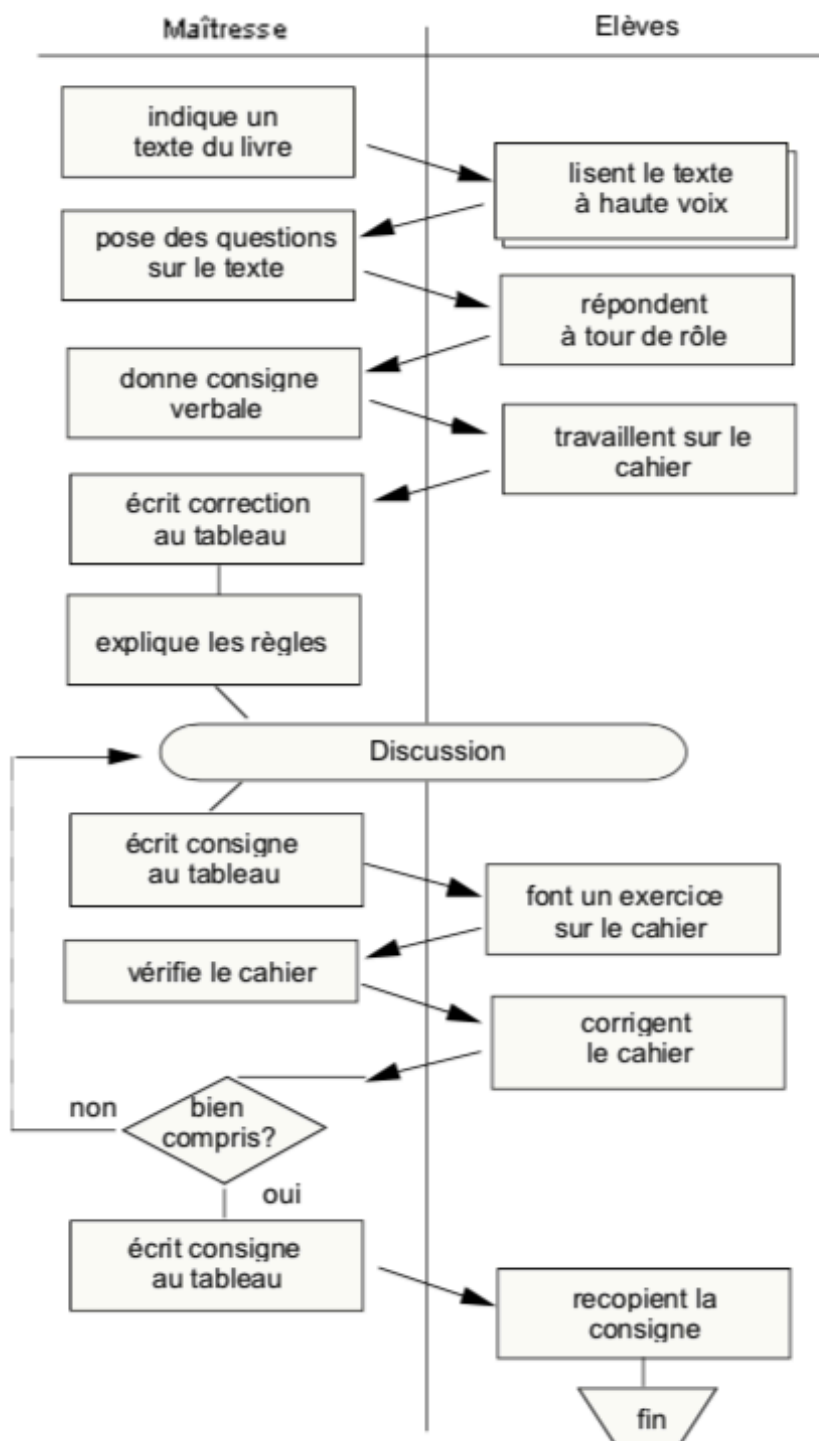 Maîtresse
Elèves
indique un
texte du livre
lisent le texte
à haute voix
pose des questions
sur le texte
répondent
à tour de rôle
donne consigne
verbale
travaillent sur le
cahier
écrit correction
au tableau
explique les règles
Discussion
écrit consigne
au tableau
font un exercice
sur le cahier
vérifie le cahier
corrigent
le cahier
non
bien
compris?
oui
écrit consigne
au tableau
recopient la
consigne
fin